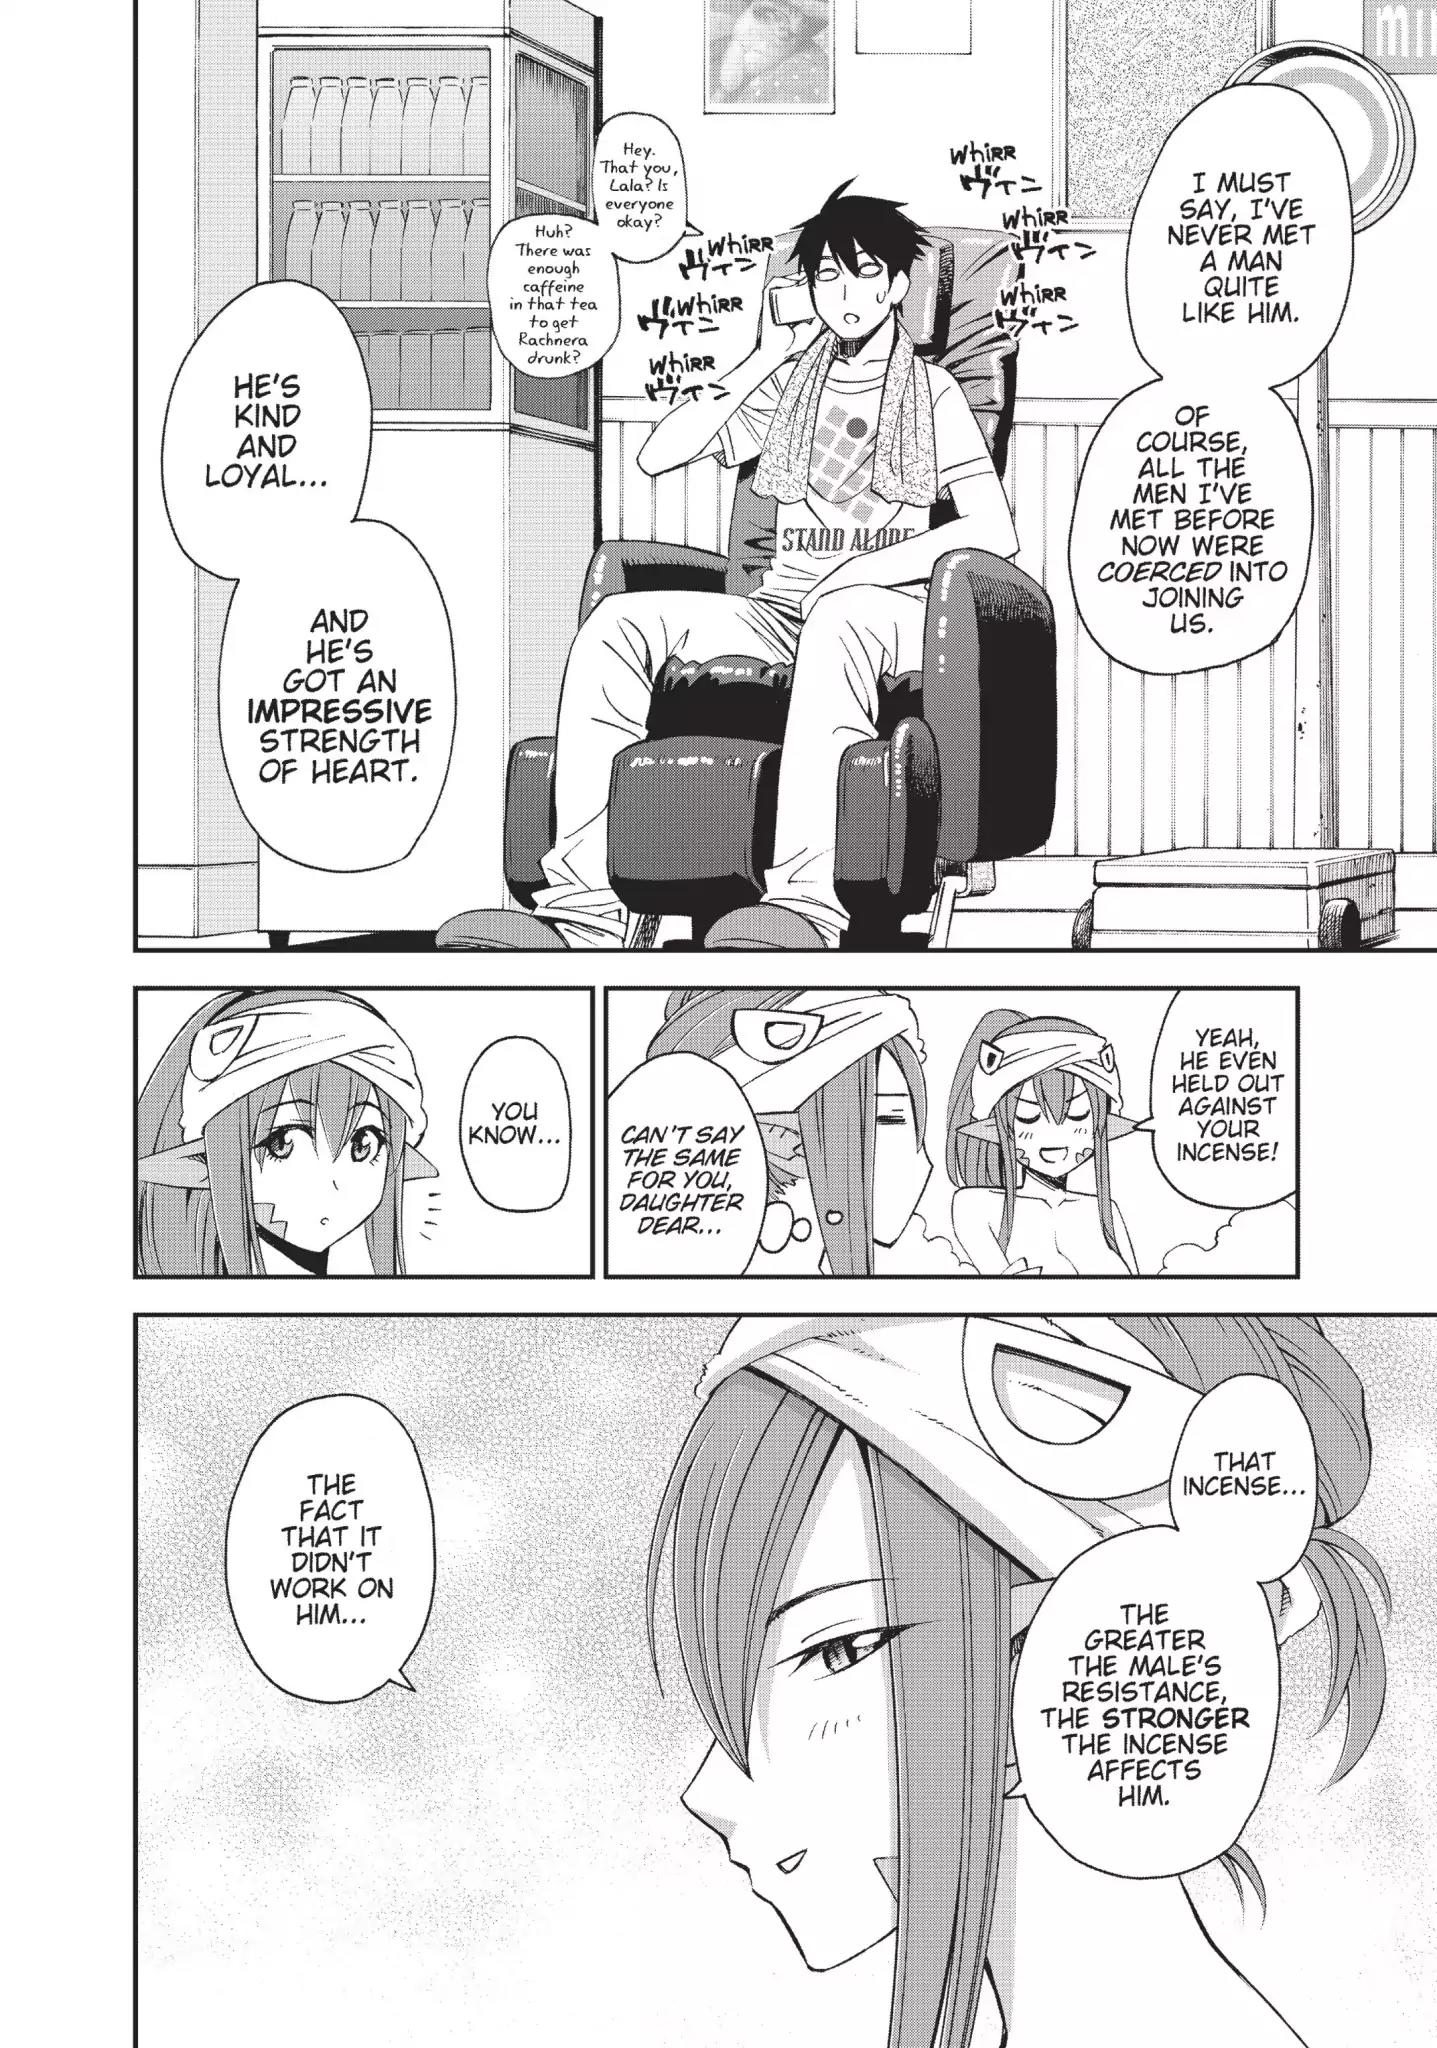 I MUST
SAY, I'VE
NEVER MET
A MAN
QUITE
LIKE HIM.
OF
COURSE,
ALL THE
MEN I'VE
MET BEFORE
NOW WERE
COERCED INTO
JOINING
US.
WHIRR
ヴィン
WHIRR
ヴィン
WHIRR
ヴィン
WHIRR
ヴィン
WHIRR
ヴィン
WHIRR
ヴィン
Hey.
That you,
Lala? Is
everyone
okay?
Huh?
There was
enough
caffeine
in that tea
to get
Rachnera
drunk?
STAND ALONE
HE'S
KIND
AND
LOYAL...
AND
HE'S
GOT AN
IMPRESSIVE
STRENGTH
OF HEART.
YEAH,
HE EVEN
HELD OUT
AGAINST
YOUR
INCENSE!
CAN'T SAY
THE SAME
FOR YOU,
DAUGHTER
DEAR...
YOU
KNOW...
THAT
INCENSE...
THE
GREATER
THE MALE'S
RESISTANCE,
THE STRONGER
THE INCENSE
AFFECTS
HIM.
THE
FACT
THAT IT
DIDN'T
WORK ON
HIM...